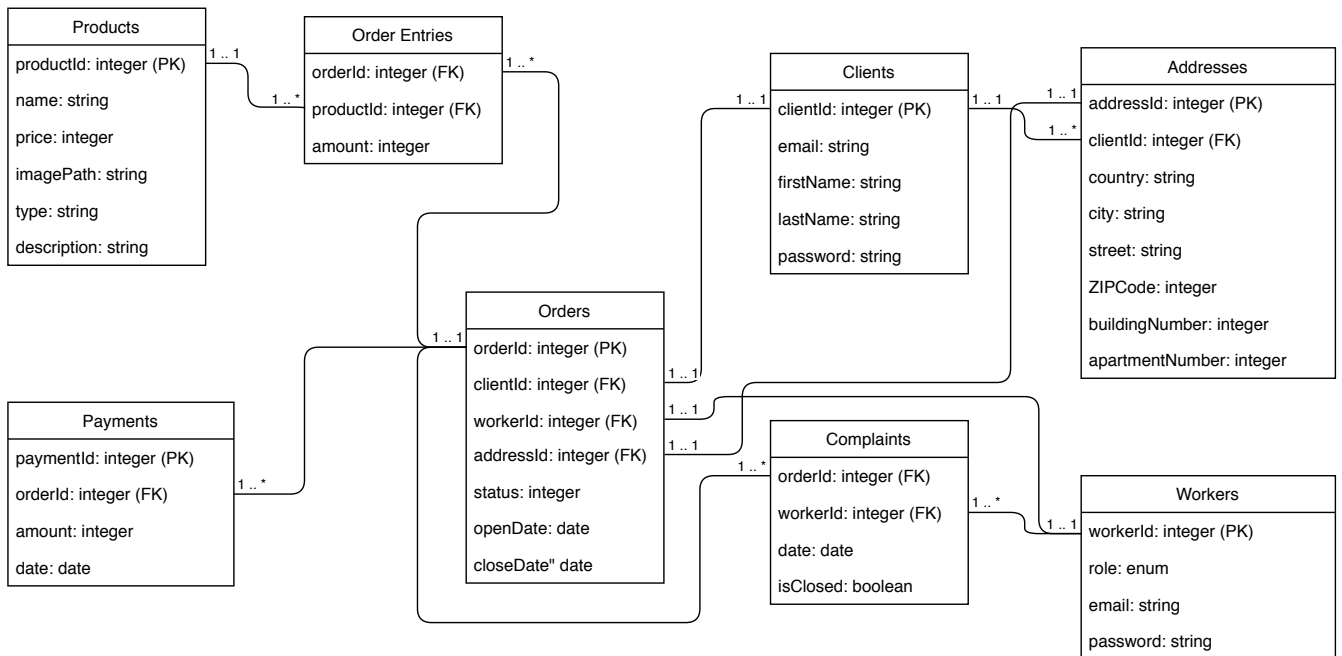 Products
productId: integer (PK)
name: string
price: integer
imagePath: string
type: string
description: string
1 .. 1
1 .. *
Order Entries
orderId: integer (FK)
productId: integer (FK)
amount: integer
1 .. *
Clients
clientId: integer (PK)
email: string
firstName: string
lastName: string
password: string
1 .. 1
1 .. 1
Addresses
addressId: integer (PK)
clientId: integer (FK)
country: string
city: string
street: string
ZIPCode: integer
buildingNumber: integer
apartmentNumber: integer
1 .. 1
1 .. *
Orders
orderId: integer (PK)
clientId: integer (FK)
workerId: integer (FK)
addressId: integer (FK)
status: integer
openDate: date
closeDate" date
1 .. 1
1 .. 1
1 .. 1
1 .. 1
Payments
paymentId: integer (PK)
orderId: integer (FK)
amount: integer
date: date
1 .. *
Complaints
orderId: integer (FK)
workerId: integer (FK)
date: date
isClosed: boolean
1 .. *
1 .. *
Workers
workerId: integer (PK)
role: enum
email: string
password: string
1 .. 1